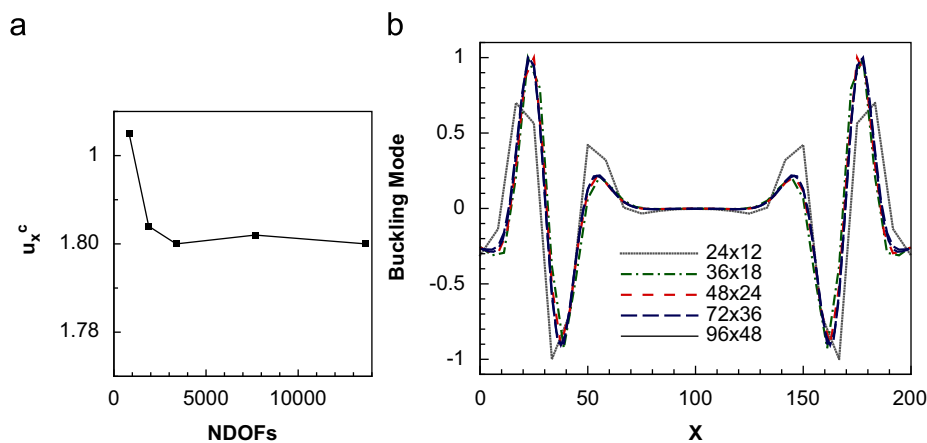 a
b
u_x^c
1
1.80
1.78
0
5000
10000
NDOFs
Buckling Mode
1
0.5
0
-0.5
-1
24x12
36x18
48x24
72x36
96x48
0
50
100
150
200
X